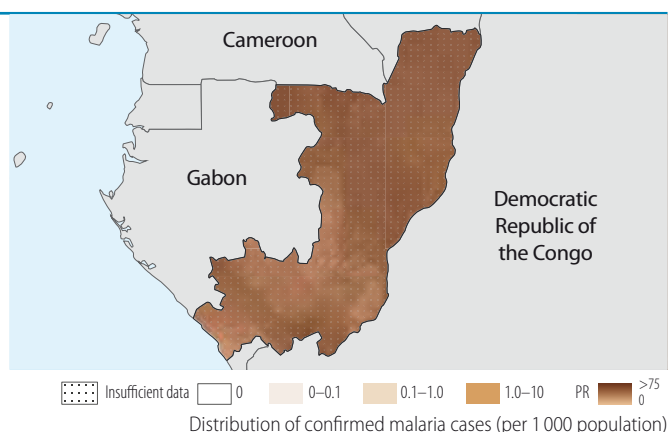 Cameroon
Gabon
Democratic
Republic of
the Congo
Insufficient data 0 0–0.1 0.1–1.0 1.0–10 PR >75
0
Distribution of confirmed malaria cases (per 1 000 population)